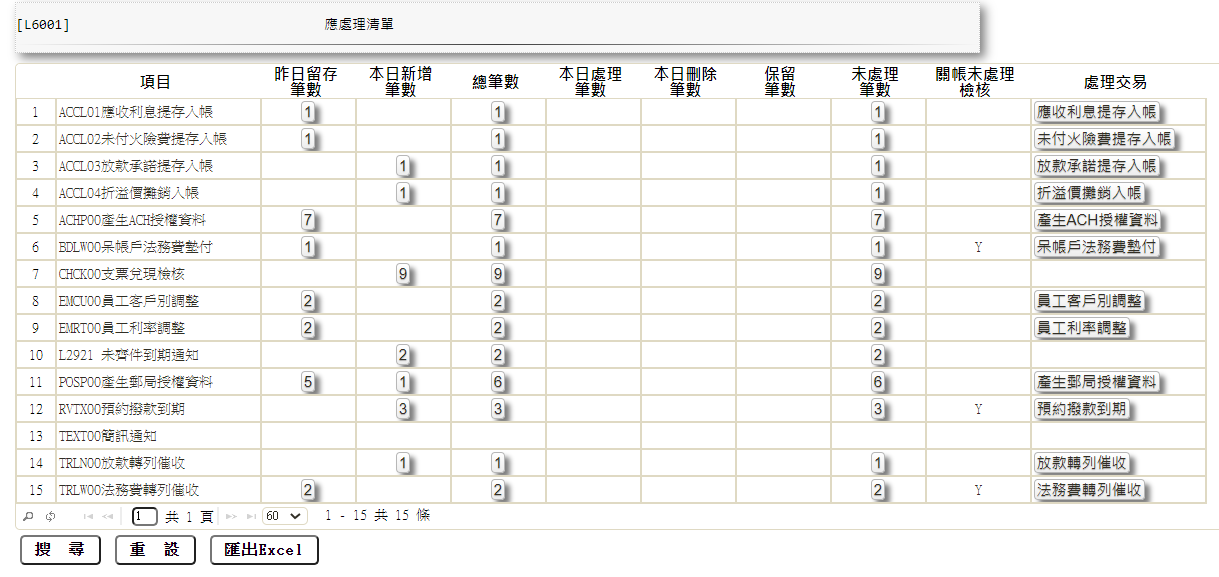 [L6001] 應處理清單
項目 昨日留存筆數 本日新增筆數 總筆數 本日處理筆數 本日刪除筆數 保留筆數 未處理筆數 關帳未處理檢核 處理交易
1 ACCL01應收利息提存入帳 1 1 1 應收利息提存入帳
2 ACCL02未付火險費提存入帳 1 1 1 未付火險費提存入帳
3 ACCL03放款承諾提存入帳 1 1 1 放款承諾提存入帳
4 ACCL04折溢價攤銷入帳 1 1 1 折溢價攤銷入帳
5 ACHP00產生ACH授權資料 7 7 7 產生ACH授權資料
6 BDLW00呆帳戶法務費墊付 1 1 1 Y 呆帳戶法務費墊付
7 CHCK00支票兌現檢核 9 9 9
8 EMCU00員工客戶別調整 2 2 2 員工客戶別調整
9 EMRT00員工利率調整 2 2 2 員工利率調整
10 L2921 未齊件到期通知 2 2 2
11 POSP00產生郵局授權資料 5 1 6 6 產生郵局授權資料
12 RVTX00預約撥款到期 3 3 3 Y 預約撥款到期
13 TEXT00簡訊通知
14 TRLN00放款轉列催收 1 1 1 放款轉列催收
15 TRLW00法務費轉列催收 2 2 2 Y 法務費轉列催收
1 共 1 頁 60 1 - 15 共 15 條
搜 尋 重 設 匯出Excel